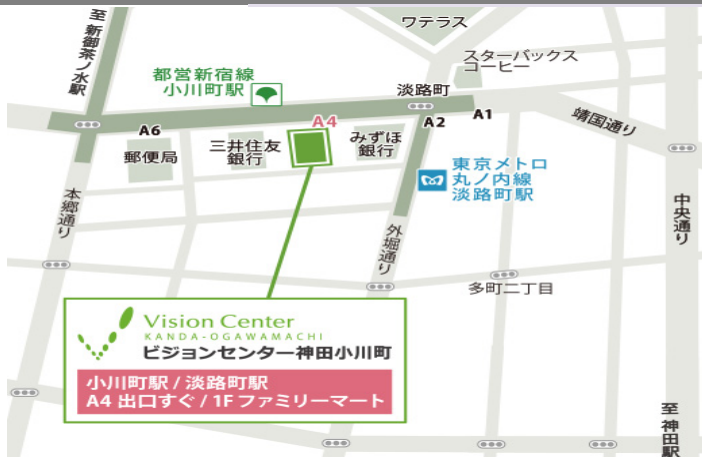 ワテラス
至 新御茶ノ水駅
スターバックス
コーヒー
都営新宿線
小川町駅
淡路町
A4
A1
A2
A6
靖国通り
みずほ
銀行
三井住友
銀行
郵便局
東京メトロ
丸ノ内線
淡路町駅
本郷通り
中央通り
外堀通り
多町二丁目
Vision Center
KANDA-OGAWAMACHI
ビジョンセンター神田小川町
小川町駅 / 淡路町駅
A4 出口すぐ / 1F ファミリーマート
至 神田駅